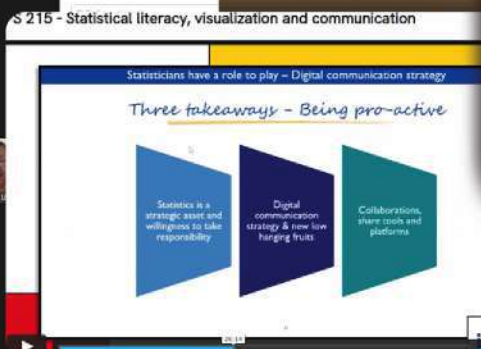 S 215 - Statistical literacy, visualization and communication
Statisticians have a role to play – Digital communication strategy
Three takeaways - Being pro-active
Statistics is a
strategic asset and
willingness to take
responsibility
Digital
communication
strategy & new low
hanging fruits
Collaborations,
share tools and
platforms